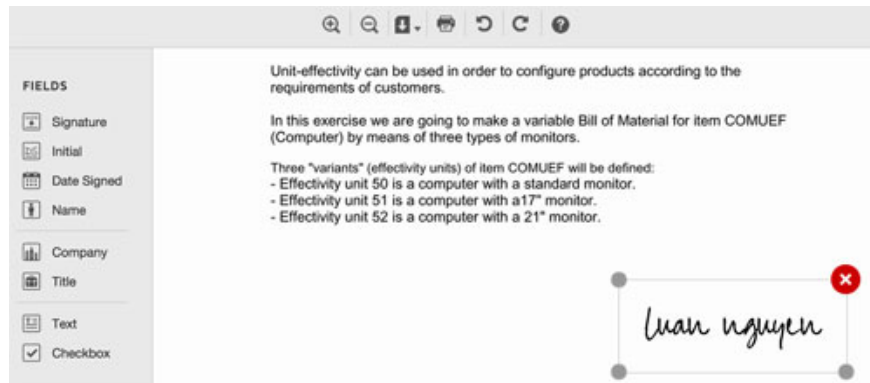 FIELDS
Signature
Initial
Date Signed
Name
Company
Title
Text
Checkbox
Unit-effectivity can be used in order to configure products according to the
requirements of customers.
In this exercise we are going to make a variable Bill of Material for item COMUEF
(Computer) by means of three types of monitors.
Three "variants" (effectivity units) of item COMUEF will be defined:
- Effectivity unit 50 is a computer with a standard monitor.
- Effectivity unit 51 is a computer with a17" monitor.
- Effectivity unit 52 is a computer with a 21" monitor.
luan nguyen